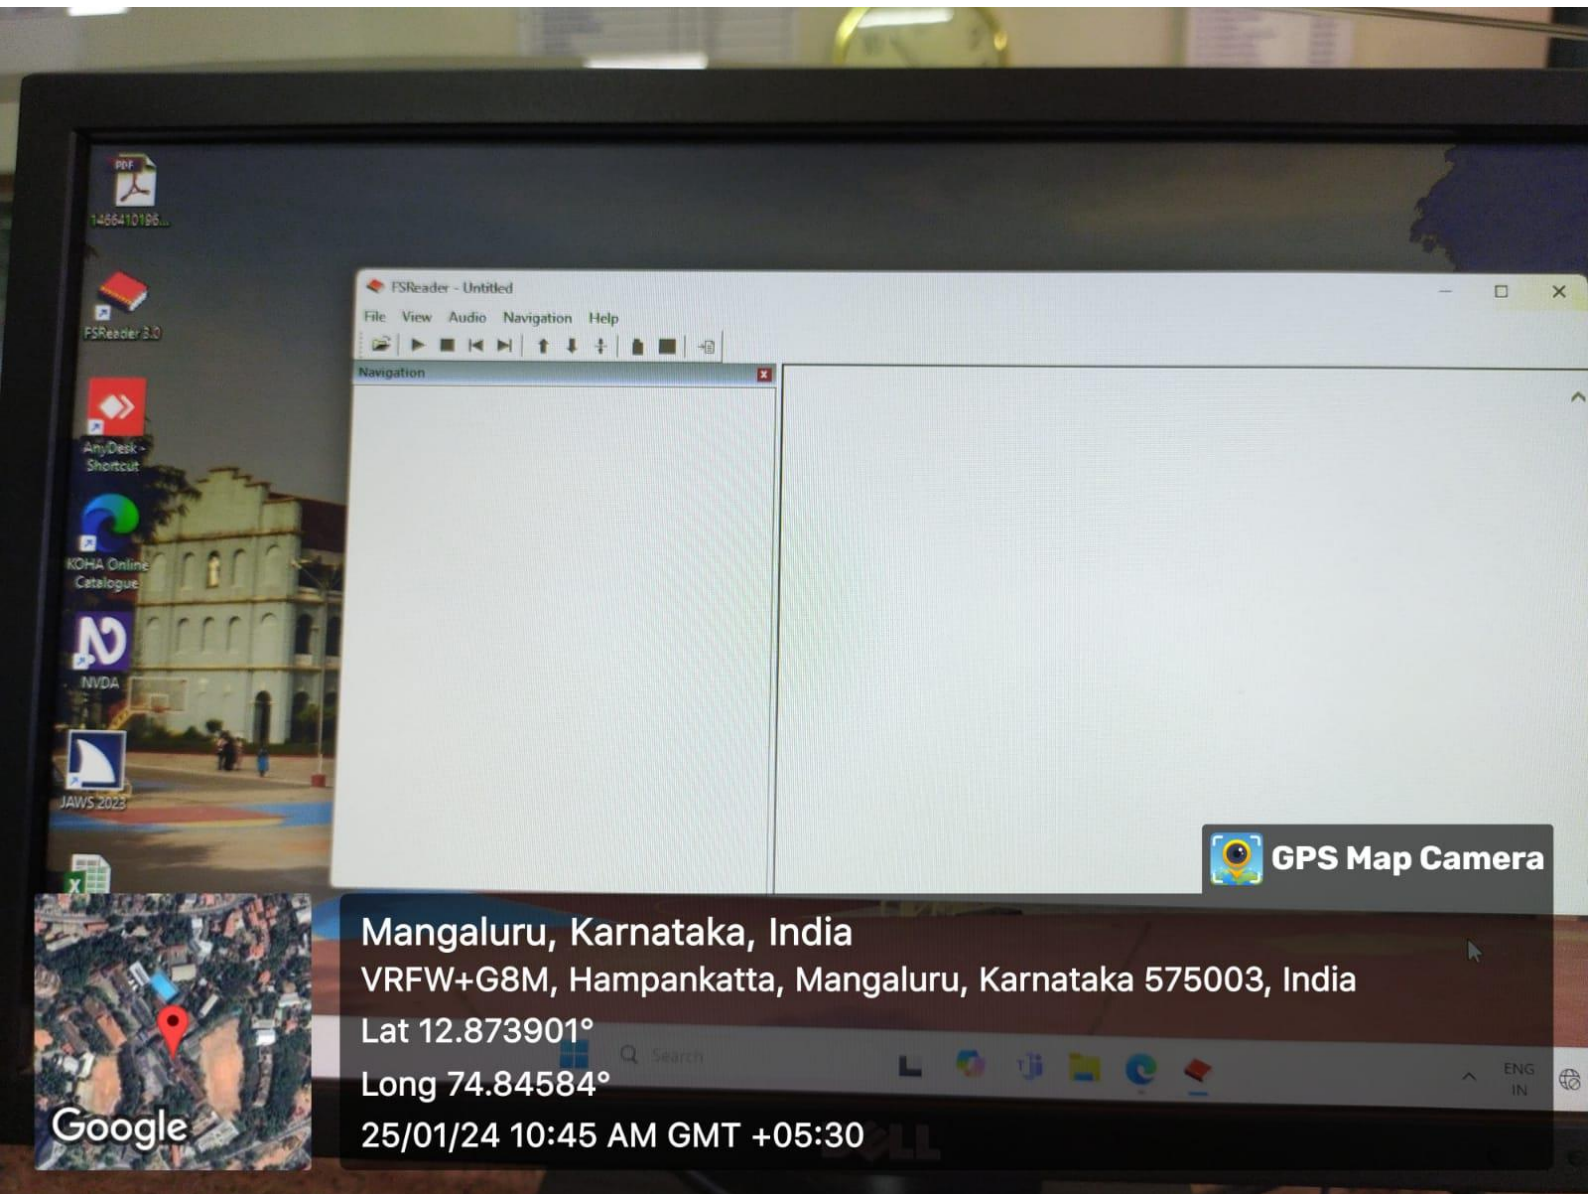 PDF
1466410196...
FSReader 3.0
AnyDesk -
Shortcut
KOHA Online
Catalogue
NVDA
JAWS 2023
FSReader - Untitled
File View Audio Navigation Help
Navigation
GPS Map Camera
Mangaluru, Karnataka, India
VRFW+G8M, Hampankatta, Mangaluru, Karnataka 575003, India
Lat 12.873901°
Long 74.84584°
25/01/24 10:45 AM GMT +05:30
Google
Search
ENG
IN
DELL